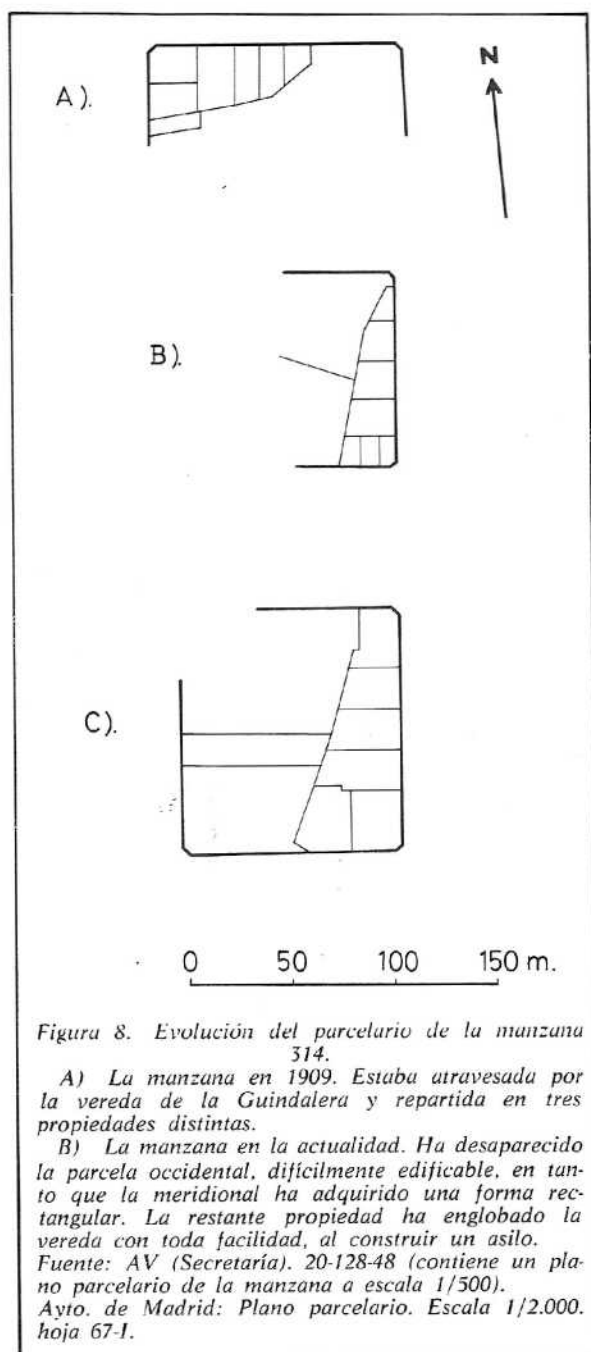 A).
N
B).
C).
0 50 100 150 m.
Figura 8. Evolución del parcelario de la manzana
314.
A) La manzana en 1909. Estaba atravesada por
la vereda de la Guindalera y repartida en tres
propiedades distintas.
B) La manzana en la actualidad. Ha desaparecido
la parcela occidental, difícilmente edificable, en tan-
to que la meridional ha adquirido una forma rec-
tangular. La restante propiedad ha englobado la
vereda con toda facilidad, al construir un asilo.
Fuente: AV (Secretaría). 20-128-48 (contiene un pla-
no parcelario de la manzana a escala 1/500).
Ayto. de Madrid: Plano parcelario. Escala 1/2.000.
hoja 67-I.